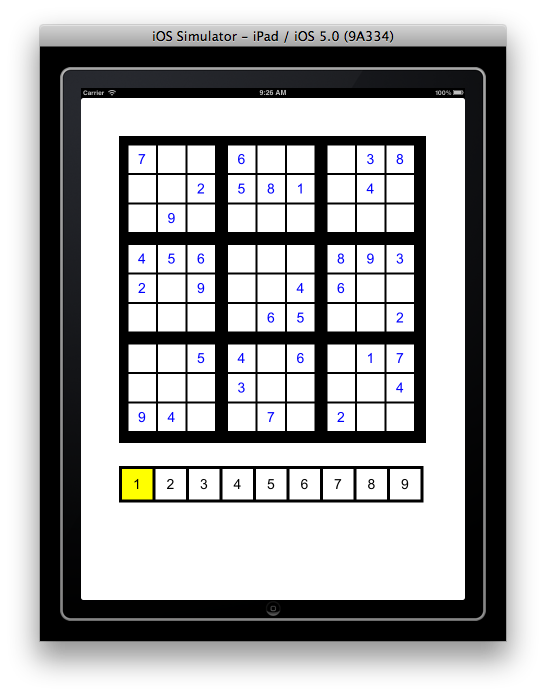 iOS Simulator - iPad / iOS 5.0 (9A334)
Carrier 9:26 AM 100%
7 6 3 8
2 5 8 1 4
9
4 5 6 8 9 3
2 9 4 6
6 5 2
5 4 6 1 7
3 4
9 4 7 2
1 2 3 4 5 6 7 8 9